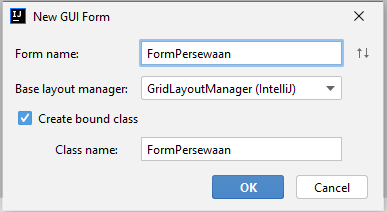 New GUI Form
Form name: FormPersewaan
Base layout manager: GridLayoutManager (IntelliJ)
Create bound class
Class name: FormPersewaan
OK Cancel